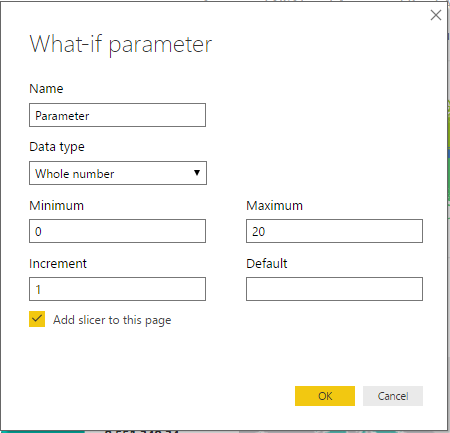 What-if parameter
Name
Parameter
Data type
Whole number
Minimum Maximum
0 20
Increment Default
1
Add slicer to this page
OK Cancel